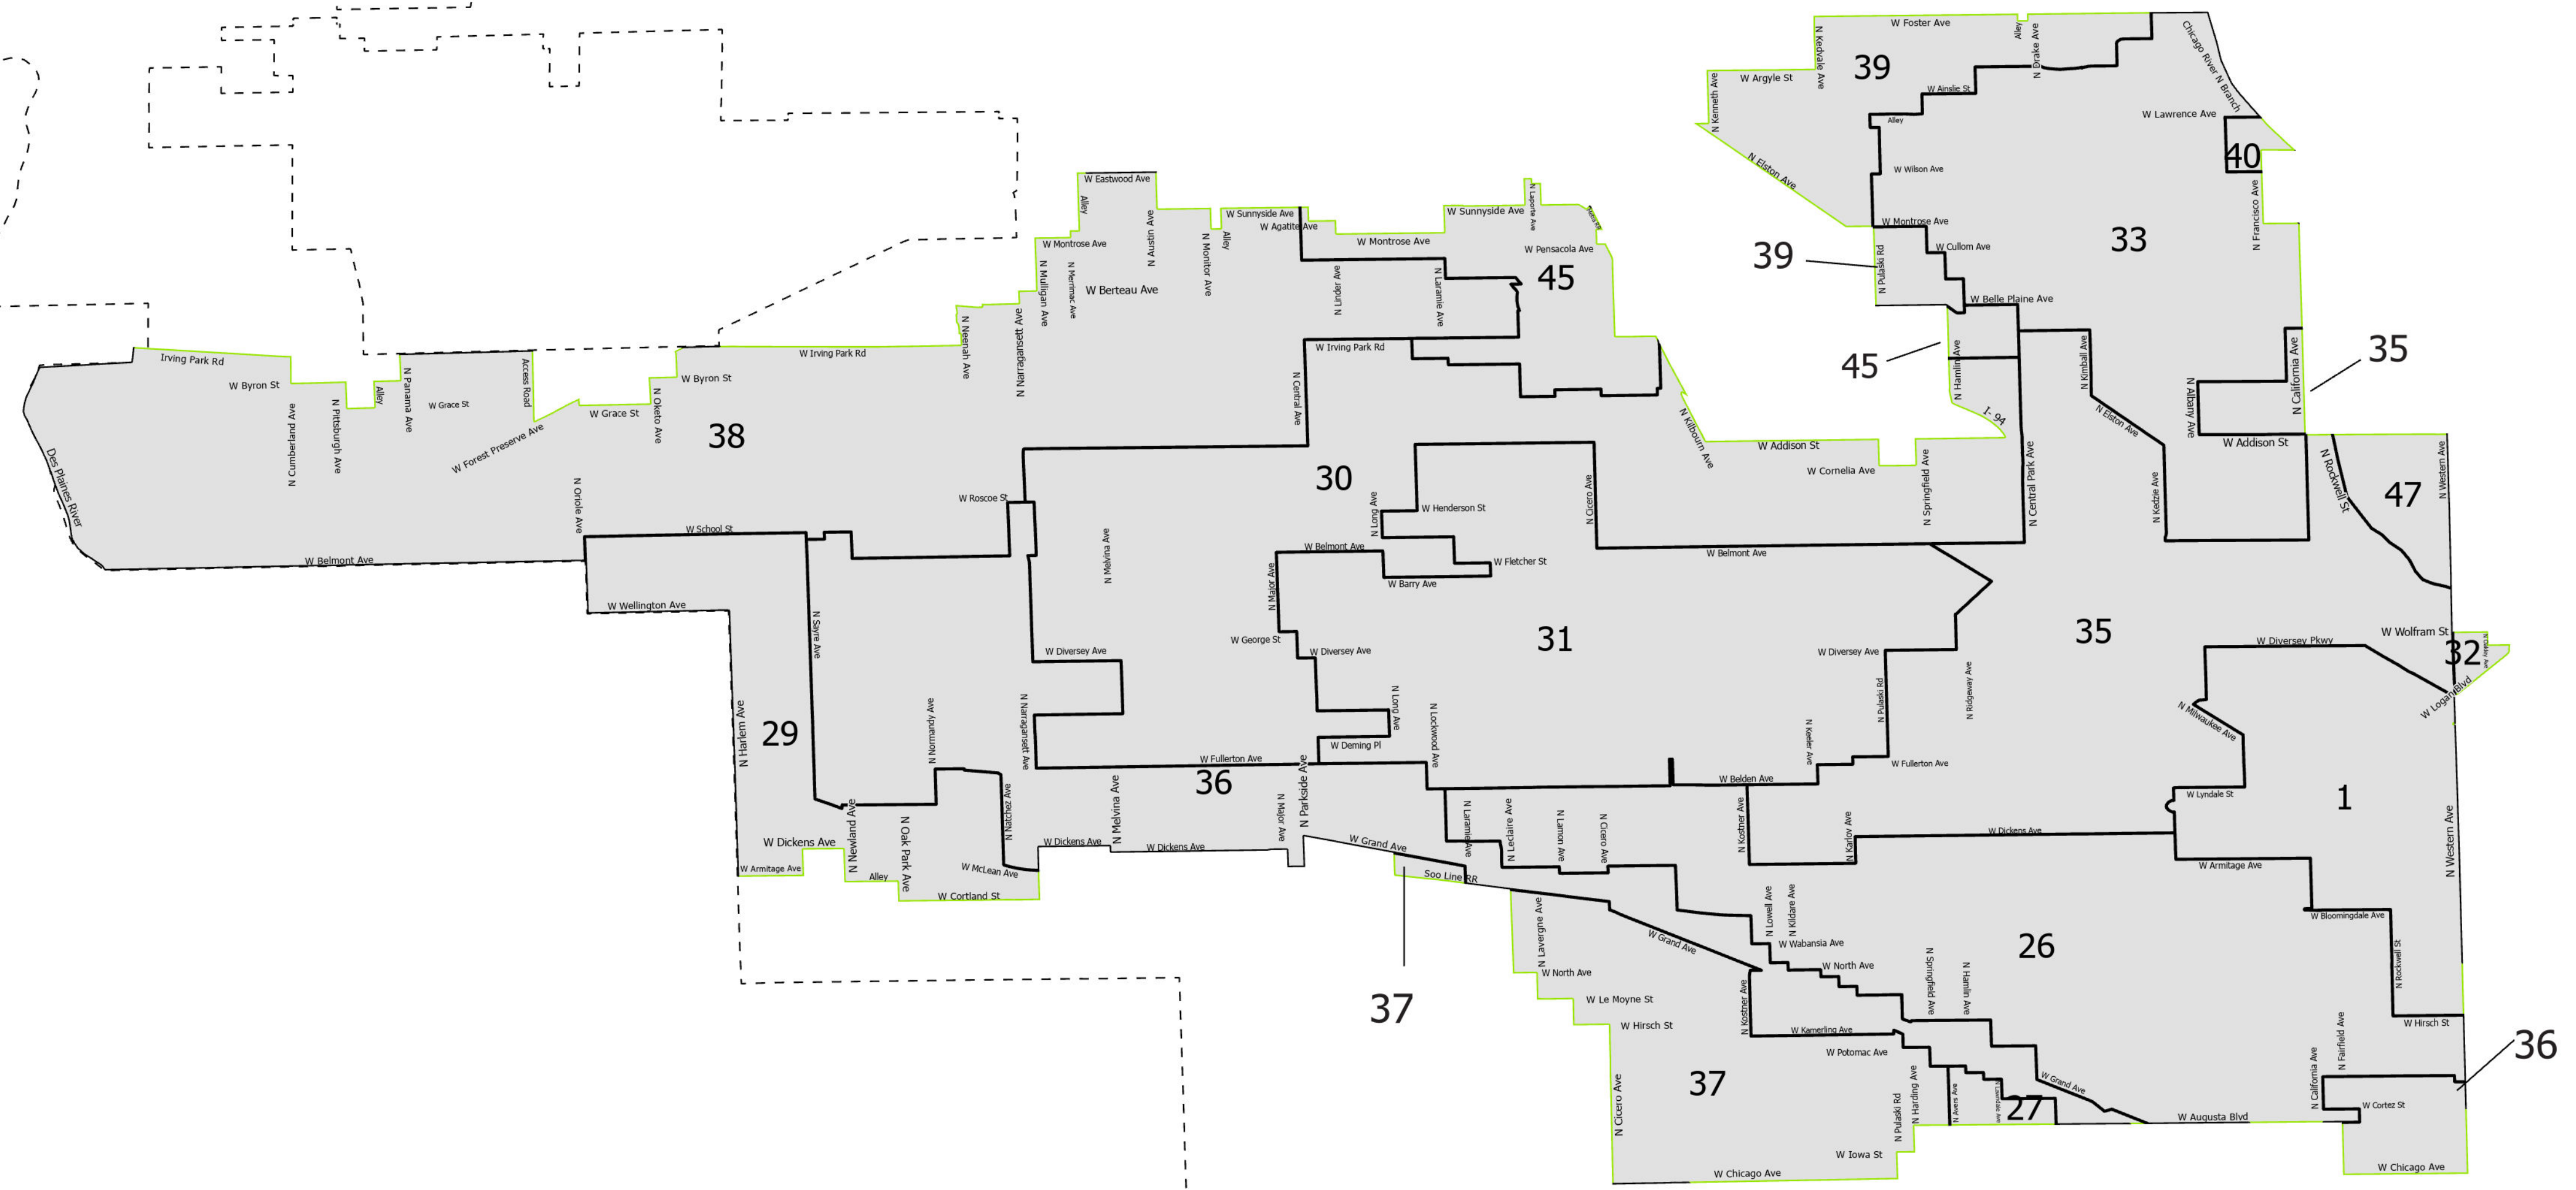 W Foster Ave
Alley
N Drake Ave
Chicago River N Branch
N Kedvale Ave
39
W Argyle St
N Kenneth Ave
W Ainslie St
W Lawrence Ave
Alley
N Elston Ave
W Wilson Ave
40
W Eastwood Ave
Alley
N Austin Ave
W Sunnyside Ave
W Agatite Ave
W Sunnyside Ave
N Laporte Ave
N Francisco Ave
W Montrose Ave
W Montrose Ave
N Monitor Ave
Alley
W Montrose Ave
W Pensacola Ave
W Cullom Ave
33
39
N Pulaski Rd
N Mulligan Ave
N Merrimac Ave
W Berteau Ave
N Linder Ave
N Laramie Ave
45
W Belle Plaine Ave
Irving Park Rd
W Irving Park Rd
N Neenah Ave
N Narragansett Ave
W Irving Park Rd
N Hamlin Ave
45
N Kimball Ave
N California Ave
35
W Byron St
Alley
N Panama Ave
Access Road
W Byron St
N Central Ave
N Cumberland Ave
N Pittsburgh Ave
W Grace St
W Grace St
N Oketo Ave
I- 94
N Elston Ave
N Albany Ave
W Forest Preserve Ave
38
N Kilbourn Ave
W Addison St
W Addison St
Des Plaines River
N Oriole Ave
W Roscoe St
30
N Long Ave
W Henderson St
N Cicero Ave
W Cornelia Ave
N Springfield Ave
N Central Park Ave
N Kedzie Ave
N Rockwell St
47
N Western Ave
W School St
W Belmont Ave
N Melvina Ave
W Belmont Ave
W Fletcher St
W Barry Ave
W Belmont Ave
N Major Ave
W Wellington Ave
N Sayre Ave
W George St
W Diversey Ave
W Diversey Ave
31
W Diversey Ave
35
W Diversey Pkwy
W Wolfram St
32
W Logan Blvd
N Harlem Ave
29
N Normandy Ave
N Narragansett Ave
N Long Ave
N Lockwood Ave
N Keeler Ave
N Pulaski Rd
N Ridgeway Ave
N Milwaukee Ave
W Deming Pl
W Fullerton Ave
36
W Fullerton Ave
W Belden Ave
W Lyndale St
1
N Natchez Ave
N Melvina Ave
N Major Ave
N Parkside Ave
N Laramie Ave
N Leclaire Ave
N Lamon Ave
N Cicero Ave
N Kostner Ave
N Karlov Ave
W Dickens Ave
N Western Ave
W Dickens Ave
N Newland Ave
N Oak Park Ave
W Dickens Ave
W Dickens Ave
W Grand Ave
W Armitage Ave
W Armitage Ave
Alley
W McLean Ave
Soo Line RR
W Cortland St
N Lavergne Ave
N Lowell Ave
N Kildare Ave
W Bloomingdale Ave
W Grand Ave
W Wabansia Ave
26
N Rockwell St
W North Ave
W North Ave
N Springfield Ave
N Hamlin Ave
37
W Le Moyne St
N Kostner Ave
W Hirsch St
W Kamerling Ave
W Hirsch St
N Fairfield Ave
36
W Potomac Ave
37
N Cicero Ave
N Pulaski Rd
N Harding Ave
N Avers Ave
N Lawndale Ave
27
W Grand Ave
N California Ave
W Cortez St
W Augusta Blvd
W Iowa St
W Chicago Ave
W Chicago Ave